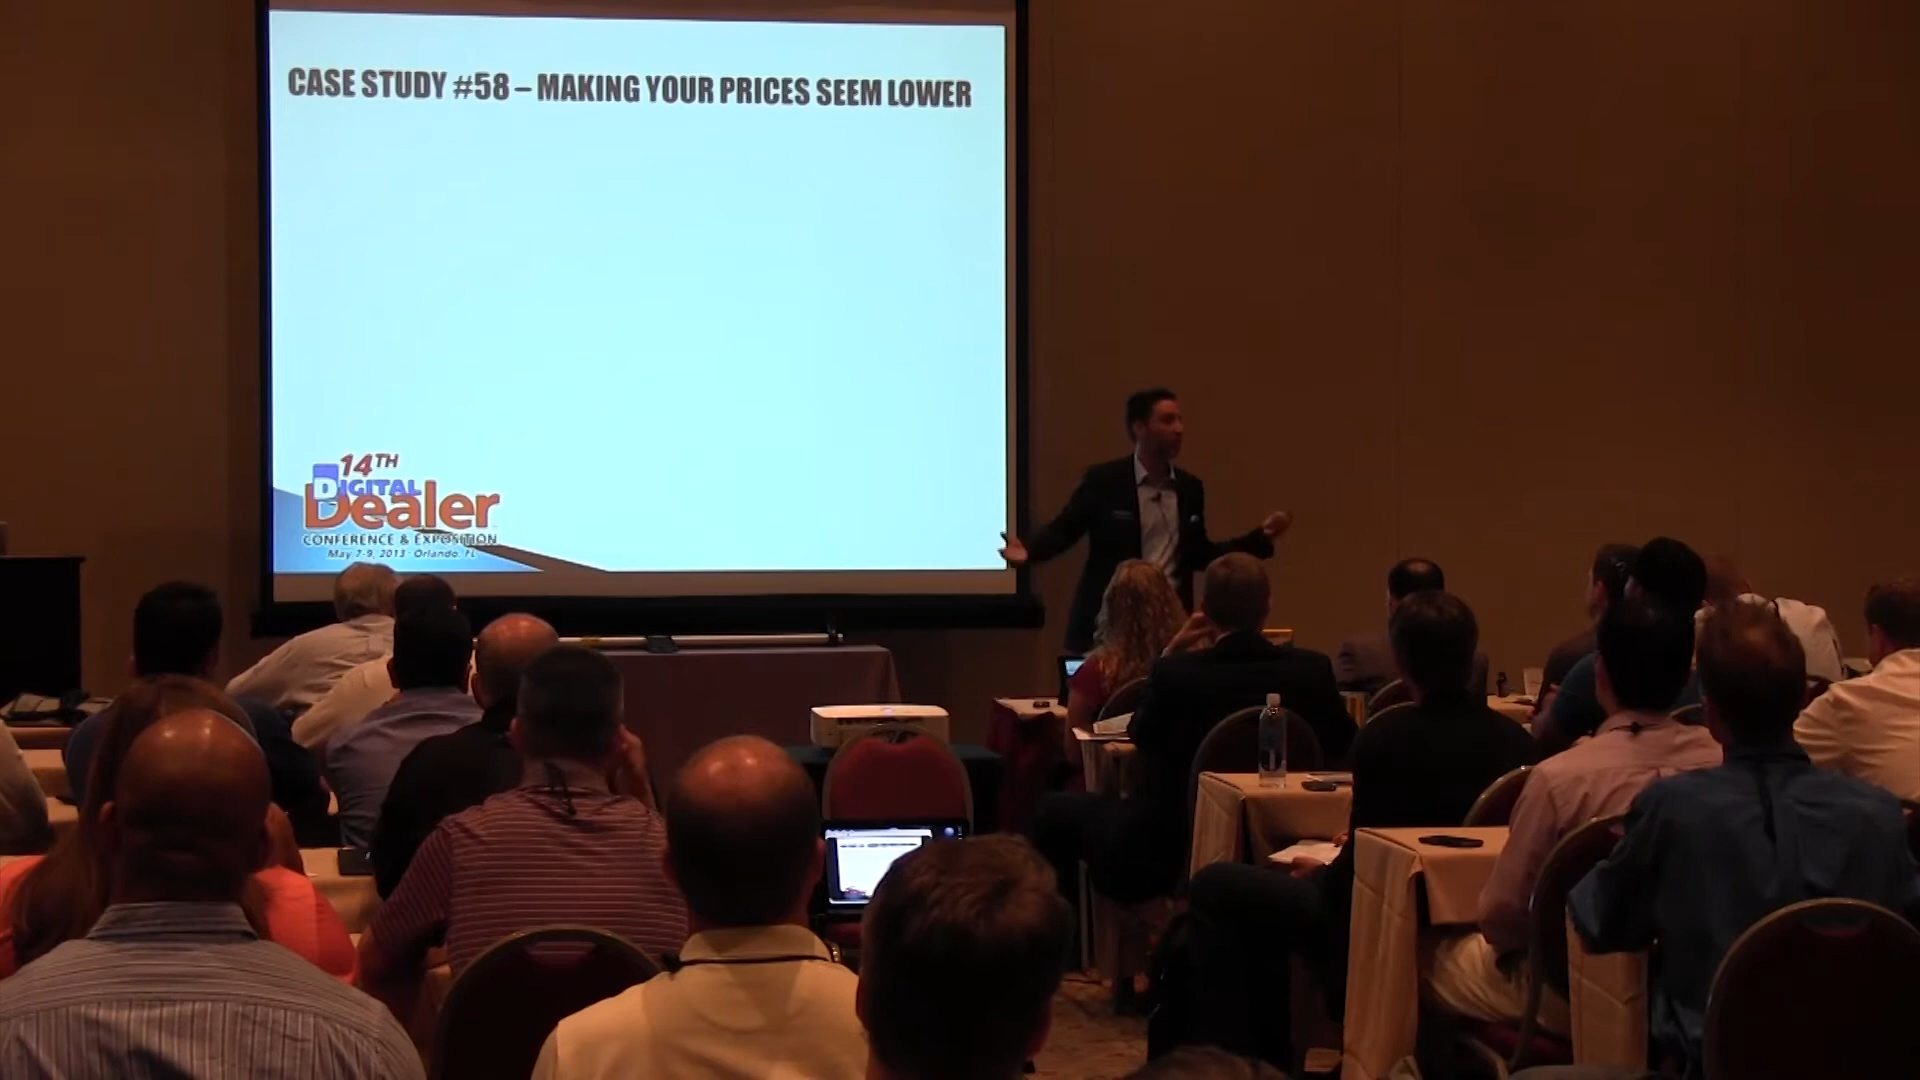 CASE STUDY #58 – MAKING YOUR PRICES SEEM LOWER
14TH
DIGITAL
Dealer
CONFERENCE & EXPOSITION
May 7-9, 2013 · Orlando, FL